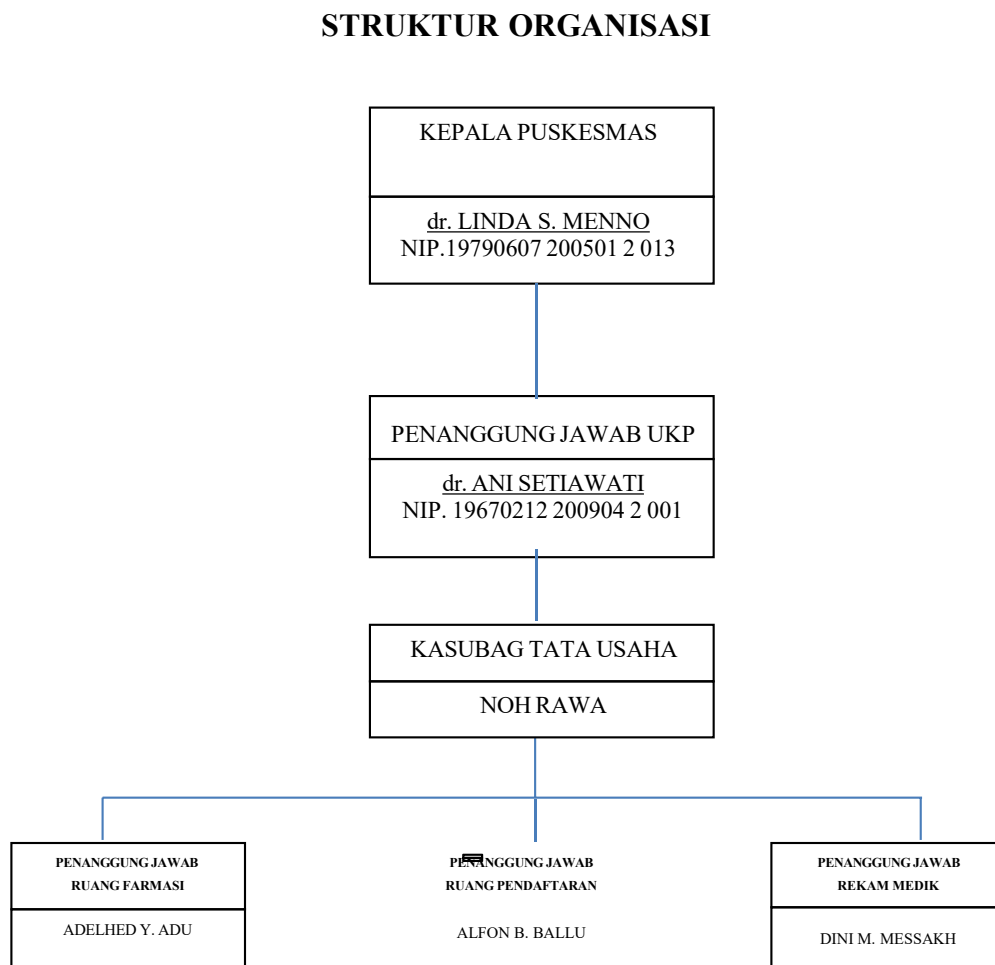 STRUKTUR ORGANISASI
KEPALA PUSKESMAS
dr. LINDA S. MENNO
NIP.19790607 200501 2 013
PENANGGUNG JAWAB UKP
dr. ANI SETIAWATI
NIP. 19670212 200904 2 001
KASUBAG TATA USAHA
NOH RAWA
PENANGGUNG JAWAB
RUANG FARMASI
ADELHED Y. ADU
PENANGGUNG JAWAB
RUANG PENDAFTARAN
ALFON B. BALLU
PENANGGUNG JAWAB
REKAM MEDIK
DINI M. MESSAKH